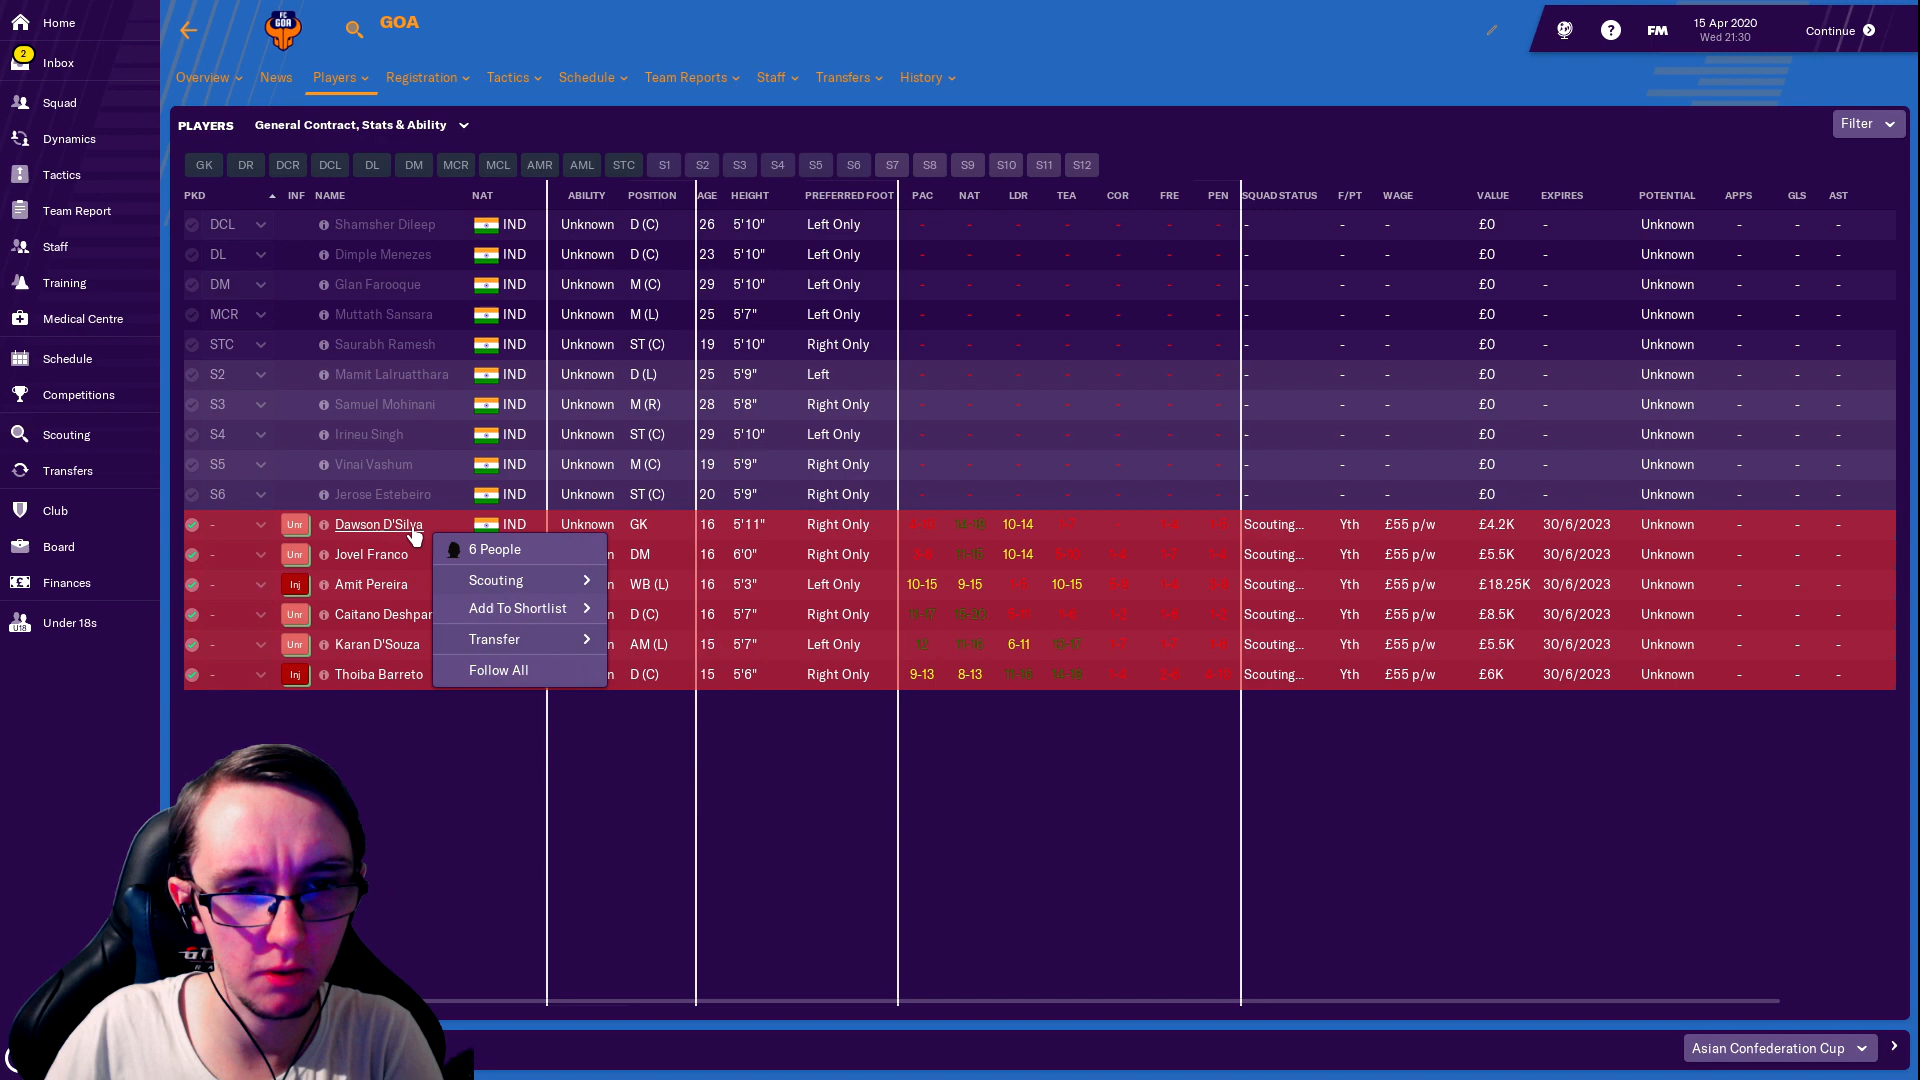 Home
2
Inbox
Squad
Dynamics
Tactics
Team Report
Staff
Training
Medical Centre
Schedule
Competitions
Scouting
Transfers
Club
Board
Finances
U18
Under 18s
FC GOA
GOA
? FM 15 Apr 2020
Wed 21:30
Continue
Overview News Players Registration Tactics Schedule Team Reports Staff Transfers History
PLAYERS General Contract, Stats & Ability Filter
GK DR DCR DCL DL DM MCR MCL AMR AML STC S1 S2 S3 S4 S5 S6 S7 S8 S9 S10 S11 S12
PKD INF NAME NAT ABILITY POSITION AGE HEIGHT PREFERRED FOOT PAC NAT LDR TEA COR FRE PEN SQUAD STATUS F/PT WAGE VALUE EXPIRES POTENTIAL APPS GLS AST
DCL Shamsher Dileep IND Unknown D (C) 26 5'10" Left Only - - - - - - - - - - £0 - Unknown - - -
DL Dimple Menezes IND Unknown D (C) 23 5'10" Left Only - - - - - - - - - - £0 - Unknown - - -
DM Glan Farooque IND Unknown M (C) 29 5'10" Left Only - - - - - - - - - - £0 - Unknown - - -
MCR Muttath Sansara IND Unknown M (L) 25 5'7" Left Only - - - - - - - - - - £0 - Unknown - - -
STC Saurabh Ramesh IND Unknown ST (C) 19 5'10" Right Only - - - - - - - - - - £0 - Unknown - - -
S2 Mamit Lalruatthara IND Unknown D (L) 25 5'9" Left - - - - - - - - - - £0 - Unknown - - -
S3 Samuel Mohinani IND Unknown M (R) 28 5'8" Right Only - - - - - - - - - - £0 - Unknown - - -
S4 Irineu Singh IND Unknown ST (C) 29 5'10" Left Only - - - - - - - - - - £0 - Unknown - - -
S5 Vinai Vashum IND Unknown M (C) 19 5'9" Right Only - - - - - - - - - - £0 - Unknown - - -
S6 Jerose Estebeiro IND Unknown ST (C) 20 5'9" Right Only - - - - - - - - - - £0 - Unknown - - -
- Unr Dawson D'Silva IND Unknown GK 16 5'11" Right Only 10-14 Scouting... Yth £55 p/w £4.2K 30/6/2023 Unknown - - -
- Unr Jovel Franco DM 16 6'0" Right Only 10-14 Scouting... Yth £55 p/w £5.5K 30/6/2023 Unknown - - -
- Inj Amit Pereira WB (L) 16 5'3" Left Only 10-15 9-15 10-15 Scouting... Yth £55 p/w £18.25K 30/6/2023 Unknown - - -
- Unr Caitano Deshpar D (C) 16 5'7" Right Only Scouting... Yth £55 p/w £8.5K 30/6/2023 Unknown - - -
- Unr Karan D'Souza AM (L) 15 5'7" Left Only 6-11 Scouting... Yth £55 p/w £5.5K 30/6/2023 Unknown - - -
- Inj Thoiba Barreto D (C) 15 5'6" Right Only 9-13 8-13 Scouting... Yth £55 p/w £6K 30/6/2023 Unknown - - -
6 People
Scouting
Add To Shortlist
Transfer
Follow All
Asian Confederation Cup